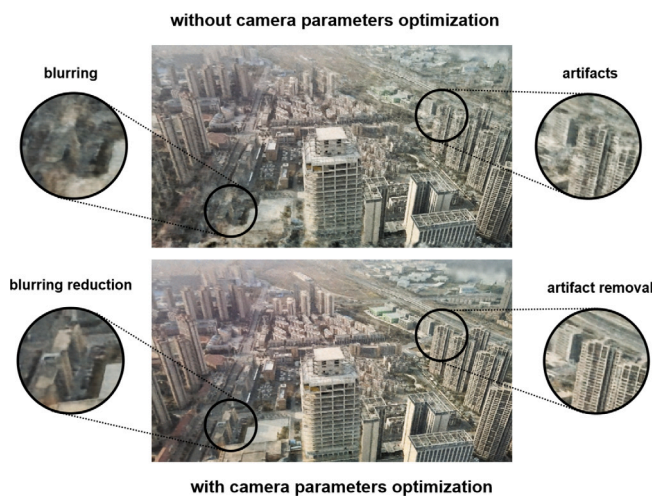 without camera parameters optimization
blurring
artifacts
blurring reduction
artifact removal
with camera parameters optimization